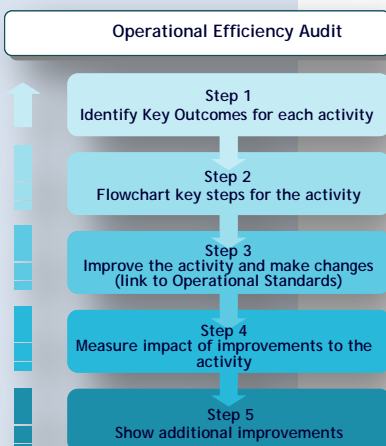 Operational Efficiency Audit
Step 1
Identify Key Outcomes for each activity
Step 2
Flowchart key steps for the activity
Step 3
Improve the activity and make changes
(link to Operational Standards)
Step 4
Measure impact of improvements to the
activity
Step 5
Show additional improvements